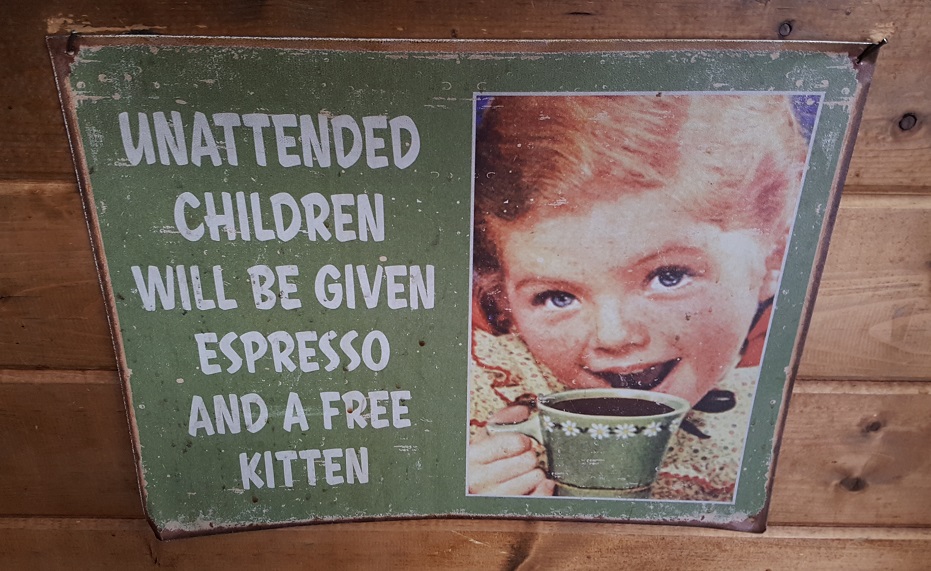 UNATTENDED
CHILDREN
WILL BE GIVEN
ESPRESSO
AND A FREE
KITTEN